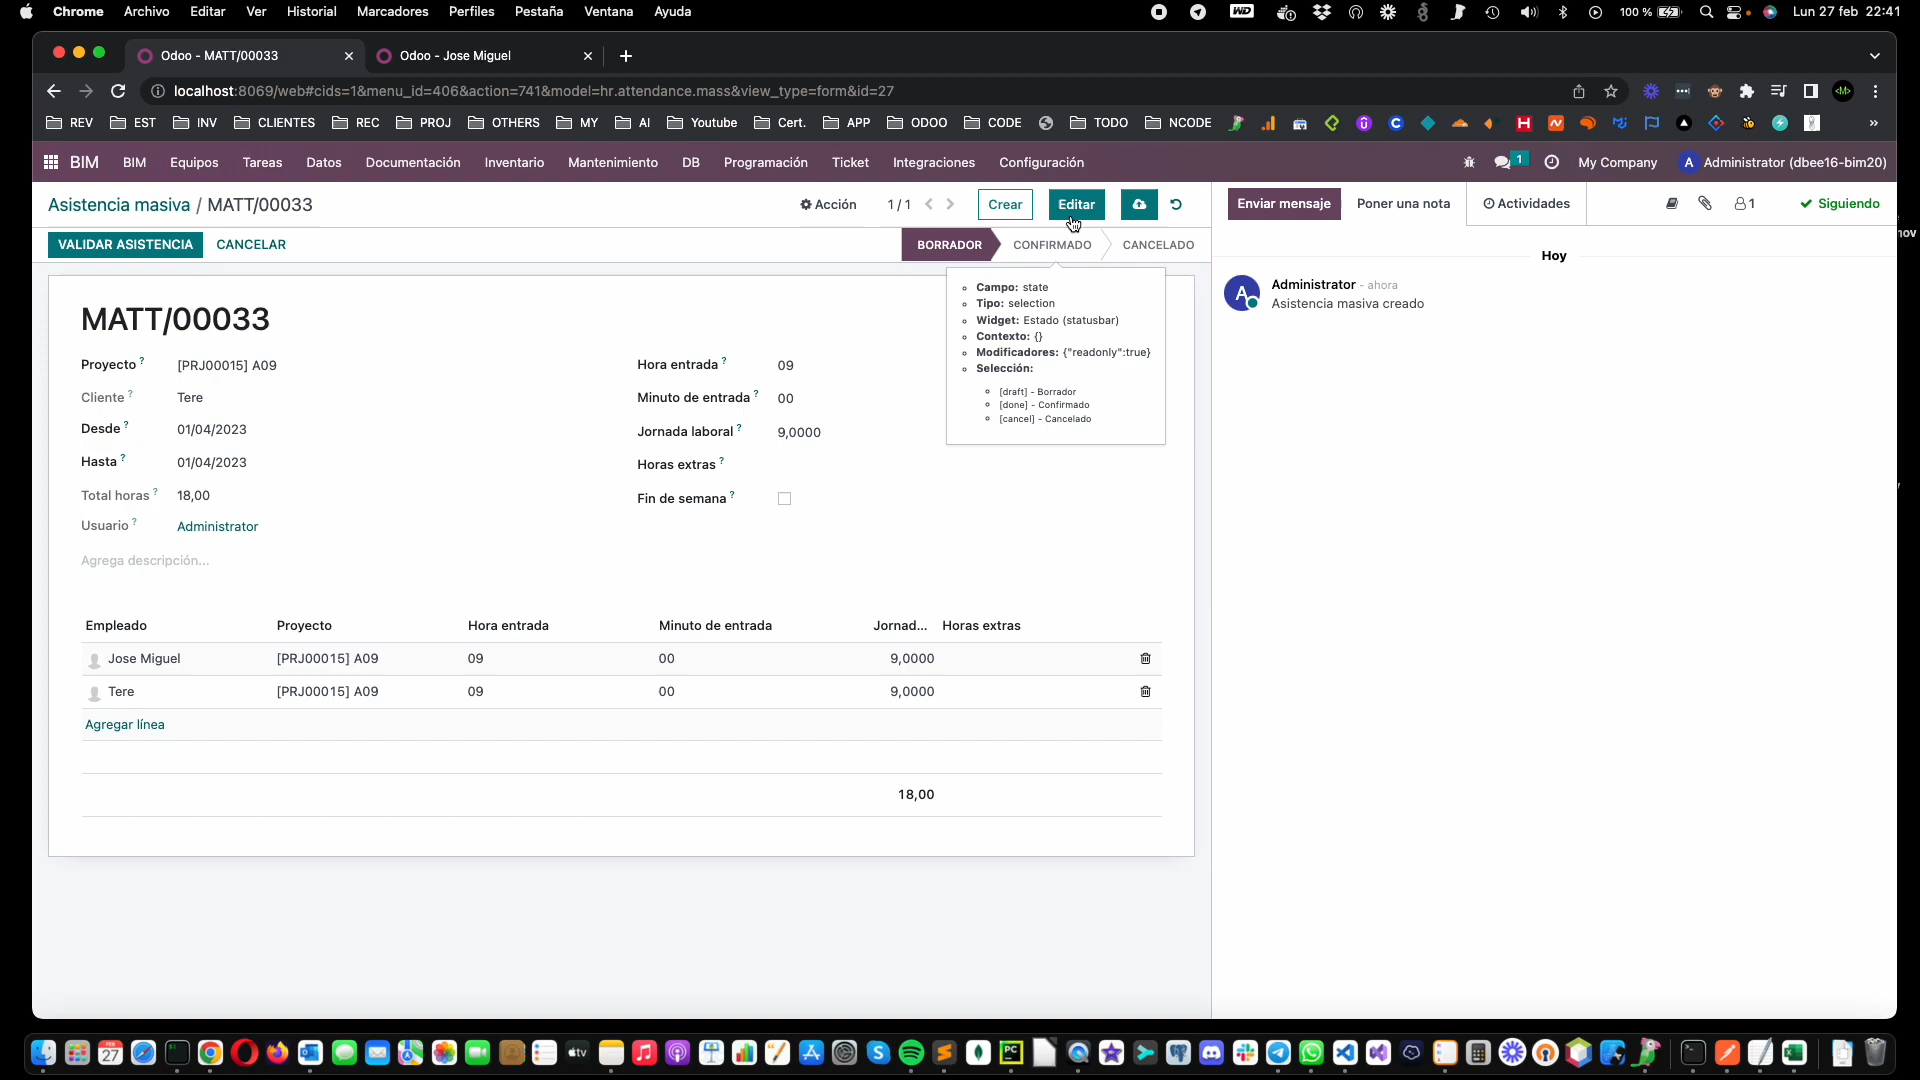 Chrome Archivo Editar Ver Historial Marcadores Perfiles Pestaña Ventana Ayuda
100 % Lun 27 feb 22:41
Odoo - MATT/00033
Odoo - Jose Miguel
localhost:8069/web#cids=1&menu_id=406&action=741&model=hr.attendance.mass&view_type=form&id=27
REV EST INV CLIENTES REC PROJ OTHERS MY AI Youtube Cert. APP ODOO CODE TODO NCODE »
BIM BIM Equipos Tareas Datos Documentación Inventario Mantenimiento DB Programación Ticket Integraciones Configuración 1 My Company A Administrator (dbee16-bim20)
Asistencia masiva / MATT/00033 Acción 1 / 1 Crear Editar
Enviar mensaje Poner una nota Actividades 1 Siguiendo
VALIDAR ASISTENCIA CANCELAR BORRADOR CONFIRMADO CANCELADO
Hoy
Administrator - ahora
Asistencia masiva creado
Campo: state
Tipo: selection
Widget: Estado (statusbar)
Contexto: {}
Modificadores: {"readonly":true}
Selección:
[draft] - Borrador
[done] - Confirmado
[cancel] - Cancelado
MATT/00033
Proyecto ? [PRJ00015] A09
Cliente ? Tere
Desde ? 01/04/2023
Hasta ? 01/04/2023
Total horas ? 18,00
Usuario ? Administrator
Agrega descripción...
Hora entrada ? 09
Minuto de entrada ? 00
Jornada laboral ? 9,0000
Horas extras ?
Fin de semana ?
Empleado Proyecto Hora entrada Minuto de entrada Jornad... Horas extras
Jose Miguel [PRJ00015] A09 09 00 9,0000
Tere [PRJ00015] A09 09 00 9,0000
Agregar línea
18,00